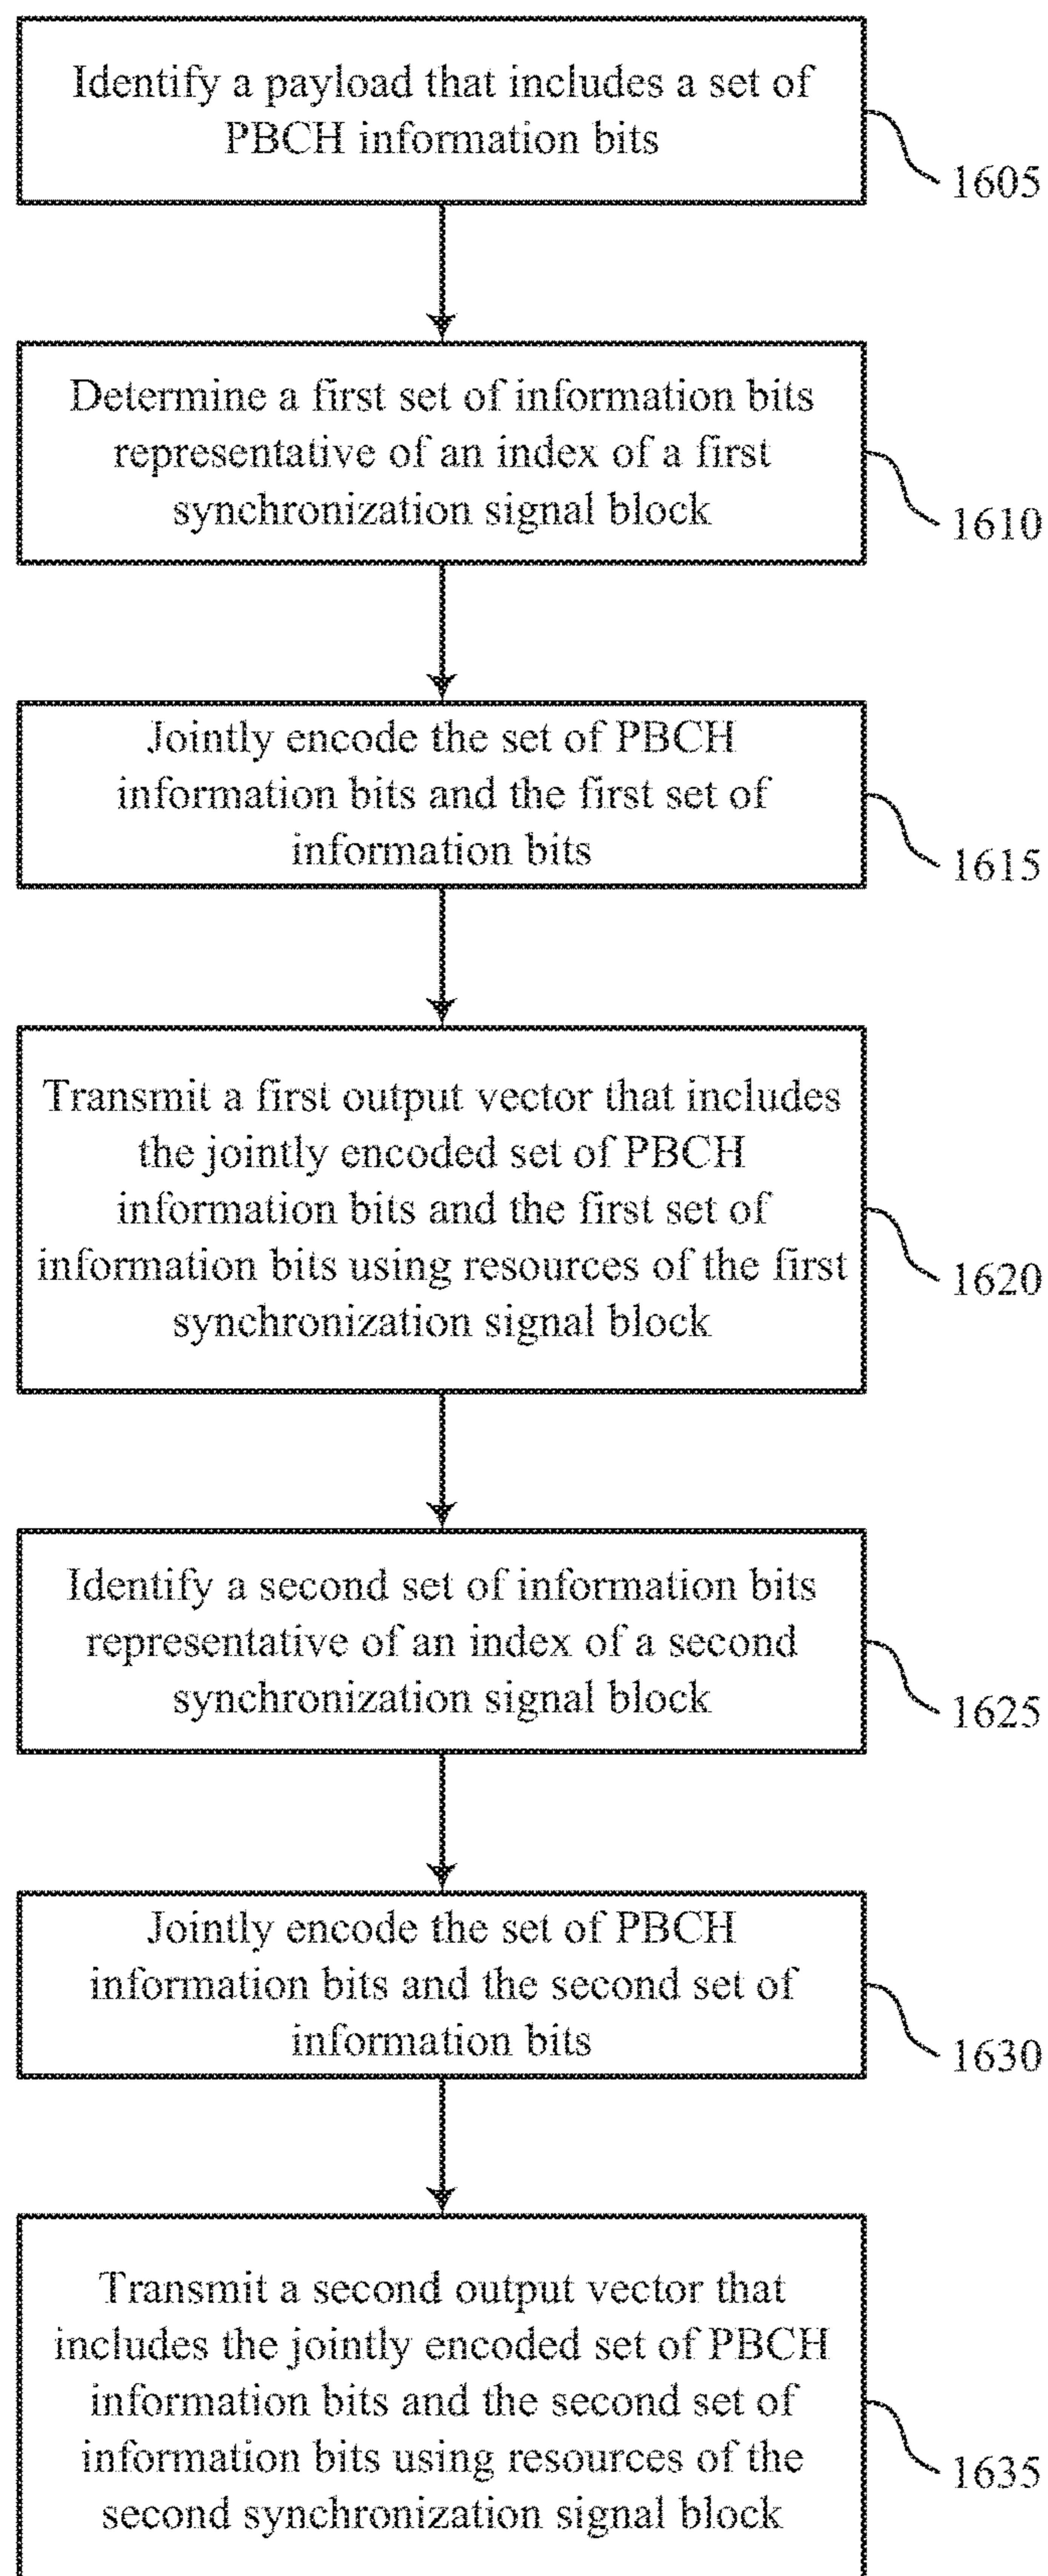 Identify a payload that includes a set of
PBCH information bits
1605
Determine a first set of information bits
representative of an index of a first
synchronization signal block
1610
Jointly encode the set of PBCH
information bits and the first set of
information bits
1615
Transmit a first output vector that includes
the jointly encoded set of PBCH
information bits and the first set of
information bits using resources of the first
synchronization signal block
1620
Identify a second set of information bits
representative of an index of a second
synchronization signal block
1625
Jointly encode the set of PBCH
information bits and the second set of
information bits
1630
Transmit a second output vector that
includes the jointly encoded set of PBCH
information bits and the second set of
information bits using resources of the
second synchronization signal block
1635